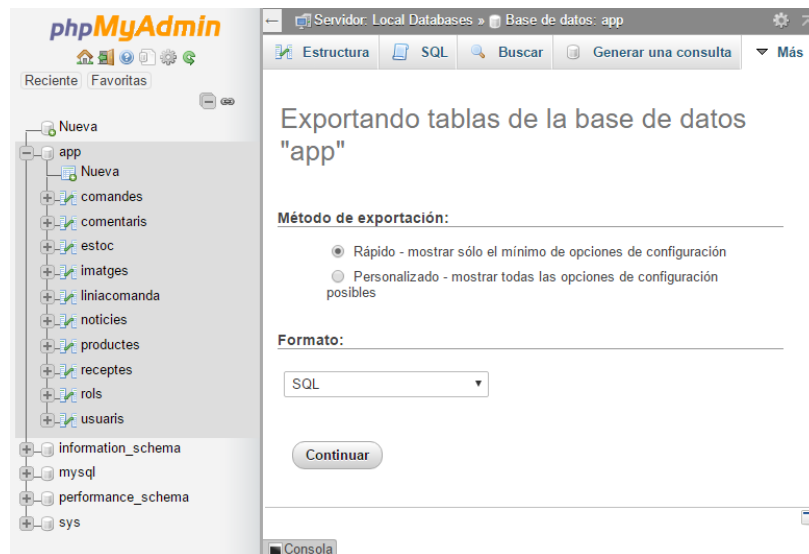 phpMyAdmin
Reciente Favoritas
Nueva
app
Nueva
comandes
comentaris
estoc
imatges
liniacomanda
noticies
productes
receptes
rols
usuaris
information_schema
mysql
performance_schema
sys
Servidor: Local Databases » Base de datos: app
Estructura SQL Buscar Generar una consulta Más
Exportando tablas de la base de datos
"app"
Método de exportación:
Rápido - mostrar sólo el mínimo de opciones de configuración
Personalizado - mostrar todas las opciones de configuración
posibles
Formato:
SQL
Continuar
Consola